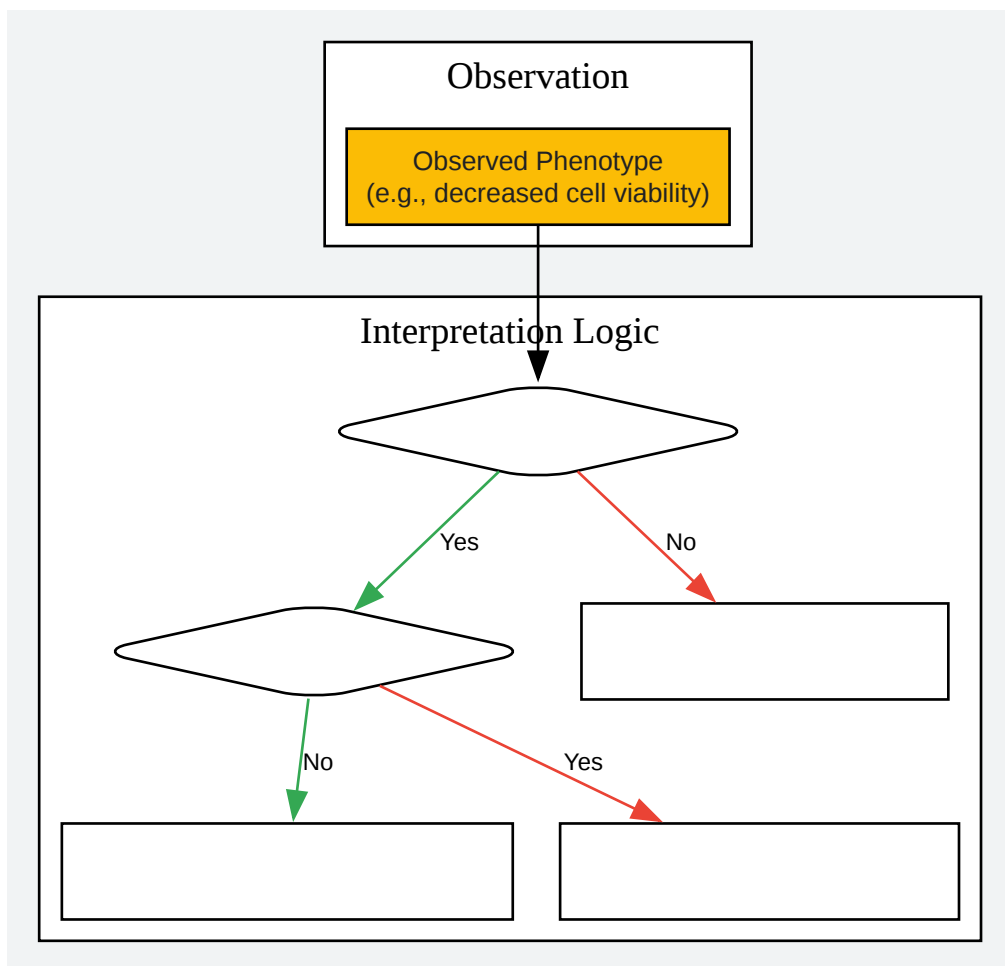 Observation
Observed Phenotype
(e.g., decreased cell viability)
Interpretation Logic
Yes
No
No
Yes